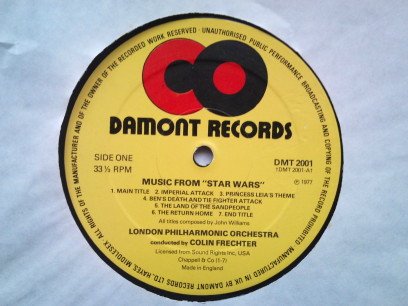 ALL RIGHTS OF THE MANUFACTURER AND OF THE OWNER OF THE RECORDED WORK RESERVED · UNAUTHORISED PUBLIC PERFORMANCE BROADCASTING AND COPYING OF THIS RECORD PROHIBITED
DAMONT RECORDS
SIDE ONE
33⅓ RPM
DMT 2001
(DMT 2001-A1)
℗ 1977
MUSIC FROM "STAR WARS"
1. MAIN TITLE 2. IMPERIAL ATTACK 3. PRINCESS LEIA'S THEME
4. BEN'S DEATH AND TIE FIGHTER ATTACK
5. THE LAND OF THE SANDPEOPLE
6. THE RETURN HOME 7. END TITLE
All titles composed by John Williams
LONDON PHILHARMONIC ORCHESTRA
conducted by COLIN FRECHTER
Licensed from Sound Rights Inc, USA
Chappell & Co (1-7)
Made in England
MANUFACTURED IN UK BY DAMONT RECORDS LTD, HAYES, MIDDLESEX